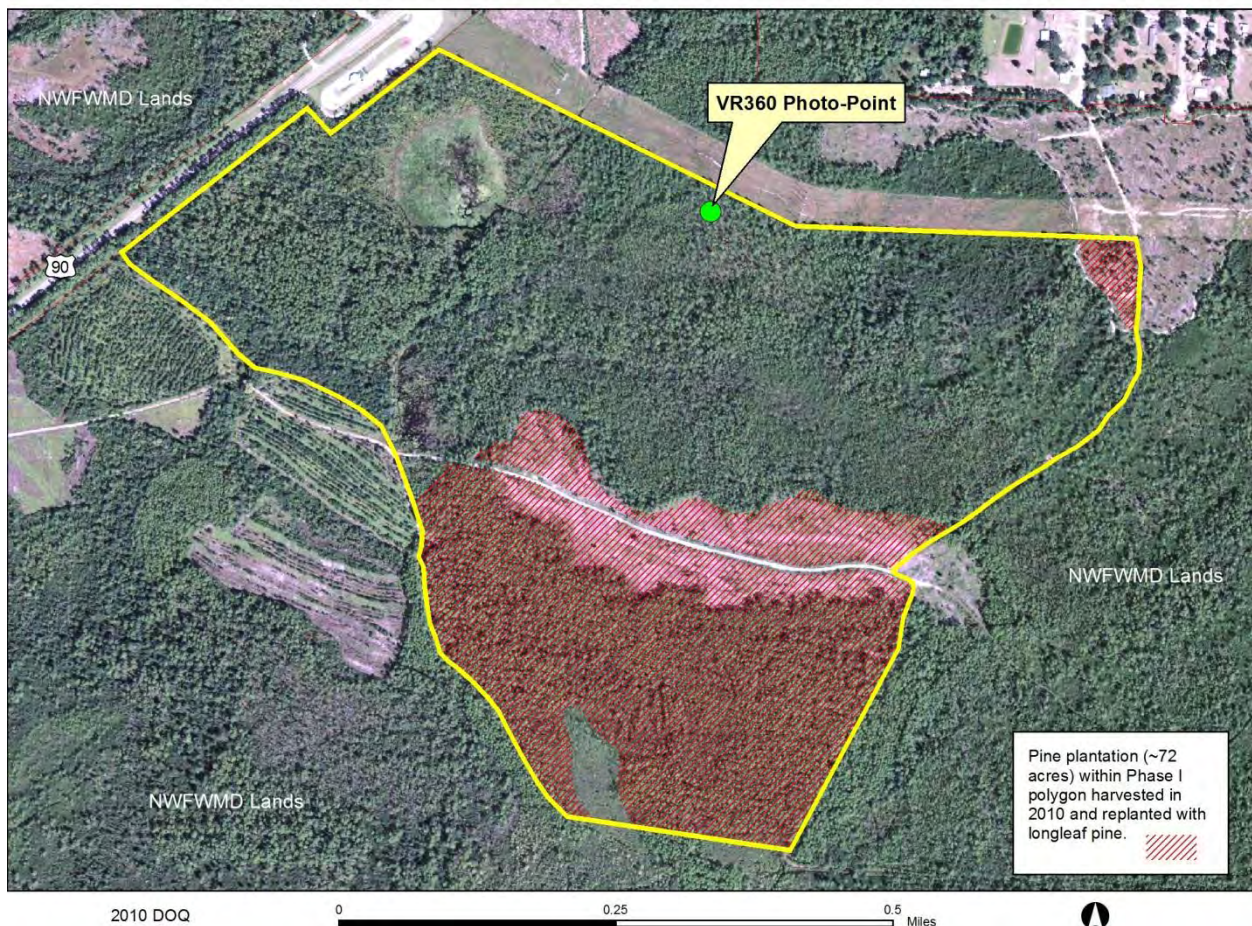 NWFWMD Lands
VR360 Photo-Point
90
NWFWMD Lands
NWFWMD Lands
Pine plantation (~72
acres) within Phase I
polygon harvested in
2010 and replanted with
longleaf pine.
2010 DOQ
0
0.25
0.5
Miles